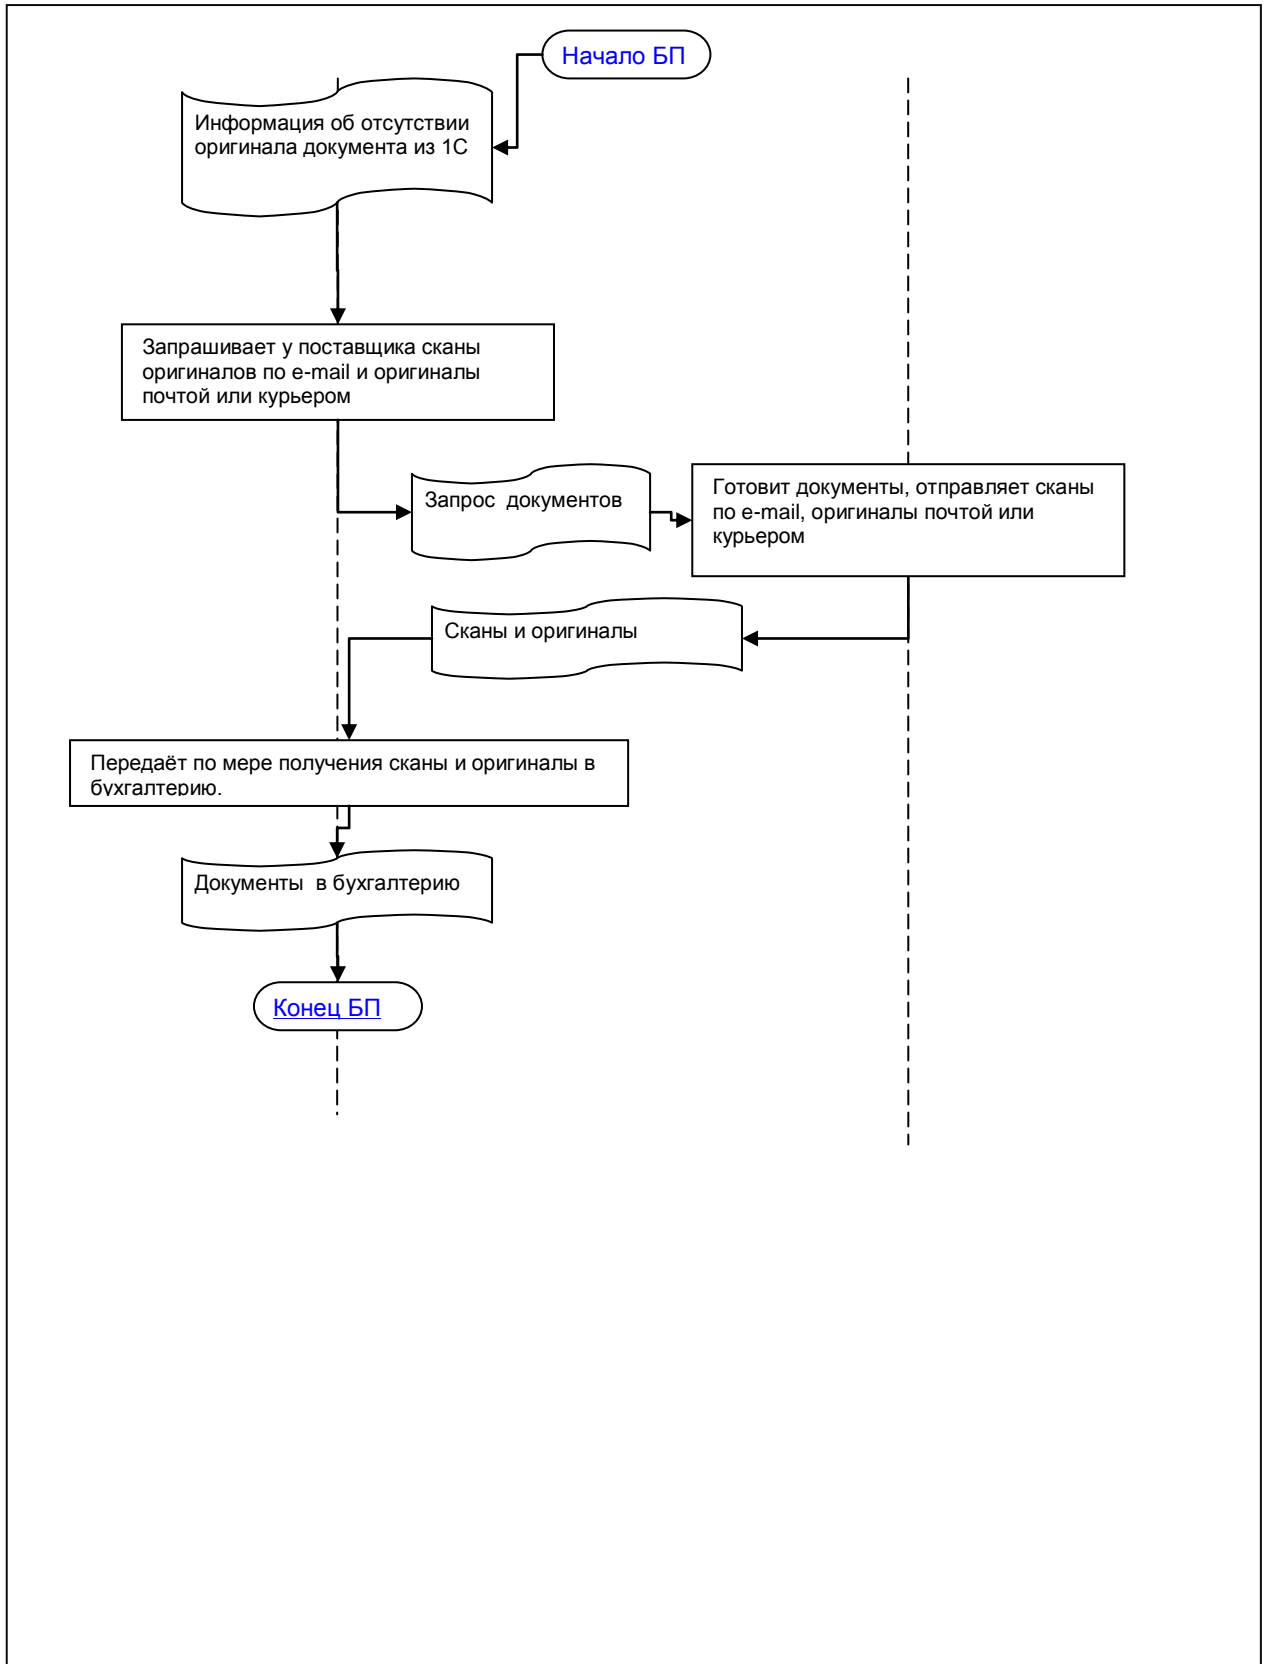 Начало БП
Информация об отсутствии
оригинала документа из 1С
Запрашивает у поставщика сканы
оригиналов по e-mail и оригиналы
почтой или курьером
Запрос документов
Готовит документы, отправляет сканы
по e-mail, оригиналы почтой или
курьером
Сканы и оригиналы
Передаёт по мере получения сканы и оригиналы в
бухгалтерию.
Документы в бухгалтерию
Конец БП